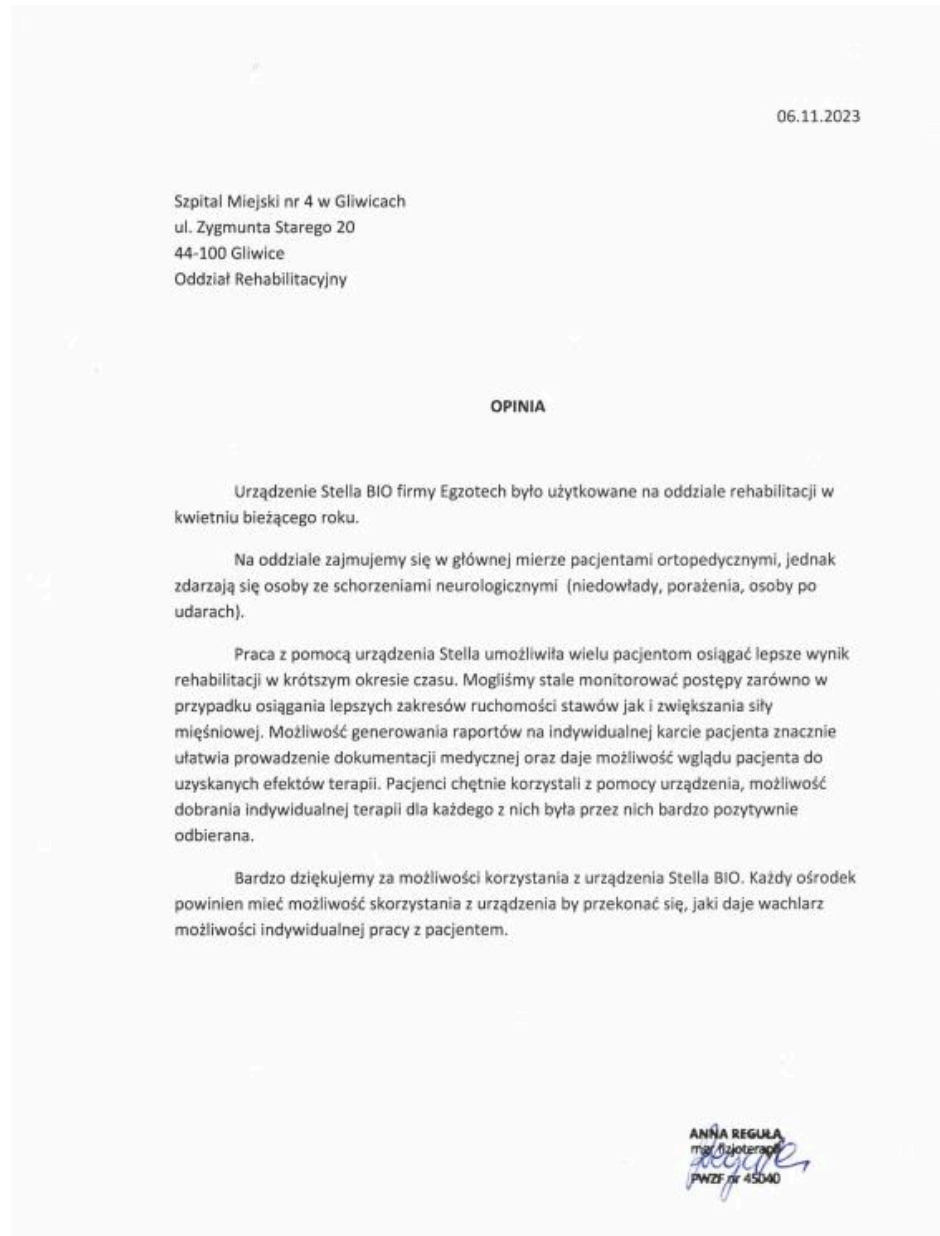 06.11.2023
Szpital Miejski nr 4 w Gliwicach
ul. Zygmunta Starego 20
44-100 Gliwice
Oddział Rehabilitacyjny
OPINIA
Urządzenie Stella BIO firmy Egzotech było użytkowane na oddziale rehabilitacji w
kwietniu bieżącego roku.
Na oddziale zajmujemy się w głównej mierze pacjentami ortopedycznymi, jednak
zdarzają się osoby ze schorzeniami neurologicznymi (niedowłady, porażenia, osoby po
udarach).
Praca z pomocą urządzenia Stella umożliwiła wielu pacjentom osiągać lepsze wynik
rehabilitacji w krótszym okresie czasu. Mogliśmy stale monitorować postępy zarówno w
przypadku osiągania lepszych zakresów ruchomości stawów jak i zwiększania siły
mięśniowej. Możliwość generowania raportów na indywidualnej karcie pacjenta znacznie
ułatwia prowadzenie dokumentacji medycznej oraz daje możliwość wglądu pacjenta do
uzyskanych efektów terapii. Pacjenci chętnie korzystali z pomocy urządzenia, możliwość
dobrania indywidualnej terapii dla każdego z nich była przez nich bardzo pozytywnie
odbierana.
Bardzo dziękujemy za możliwości korzystania z urządzenia Stella BIO. Każdy ośrodek
powinien mieć możliwość skorzystania z urządzenia by przekonać się, jaki daje wachlarz
możliwości indywidualnej pracy z pacjentem.
ANNA REGUŁA
mgr fizjoterapii
PWZF nr 45040